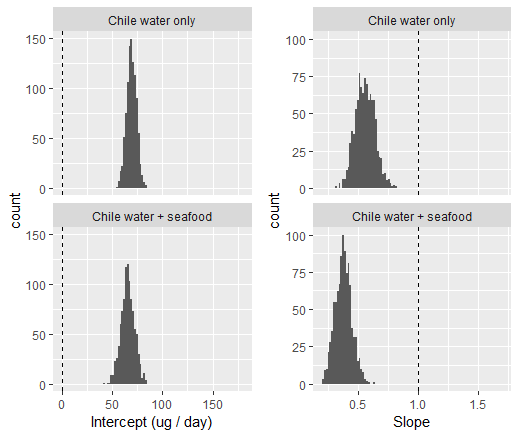 Chile water only
Chile water only
150
100
50
0
100
75
50
25
0
count
count
Chile water + seafood
Chile water + seafood
150
100
50
0
100
75
50
25
0
0 50 100 150
0.5 1.0 1.5
Intercept (ug / day)
Slope